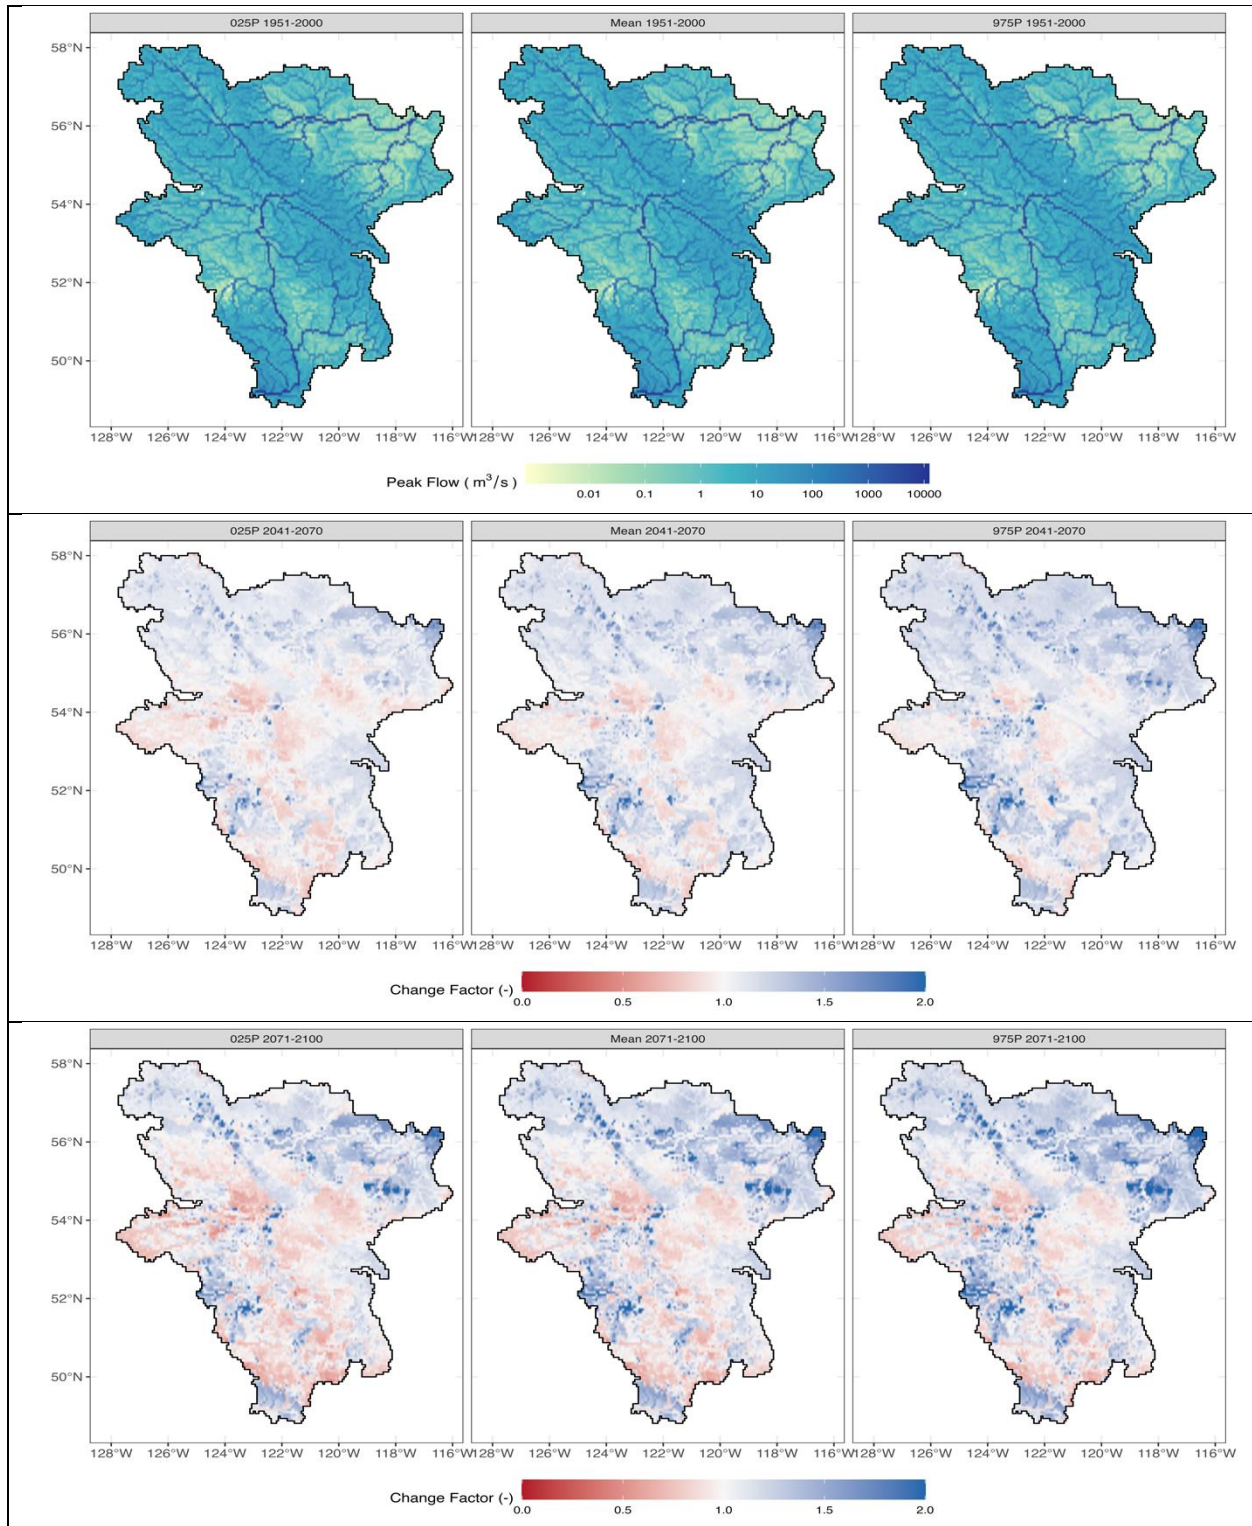 025P 1951-2000 Mean 1951-2000 975P 1951-2000
58°N
56°N
54°N
52°N
50°N
128°W 126°W 124°W 122°W 120°W 118°W 116°W 128°W 126°W 124°W 122°W 120°W 118°W 116°W 128°W 126°W 124°W 122°W 120°W 118°W 116°W
Peak Flow ( m³/s )
0.01 0.1 1 10 100 1000 10000
025P 2041-2070 Mean 2041-2070 975P 2041-2070
58°N
56°N
54°N
52°N
50°N
128°W 126°W 124°W 122°W 120°W 118°W 116°W 128°W 126°W 124°W 122°W 120°W 118°W 116°W 128°W 126°W 124°W 122°W 120°W 118°W 116°W
Change Factor (-)
0.0 0.5 1.0 1.5 2.0
025P 2071-2100 Mean 2071-2100 975P 2071-2100
58°N
56°N
54°N
52°N
50°N
128°W 126°W 124°W 122°W 120°W 118°W 116°W 128°W 126°W 124°W 122°W 120°W 118°W 116°W 128°W 126°W 124°W 122°W 120°W 118°W 116°W
Change Factor (-)
0.0 0.5 1.0 1.5 2.0